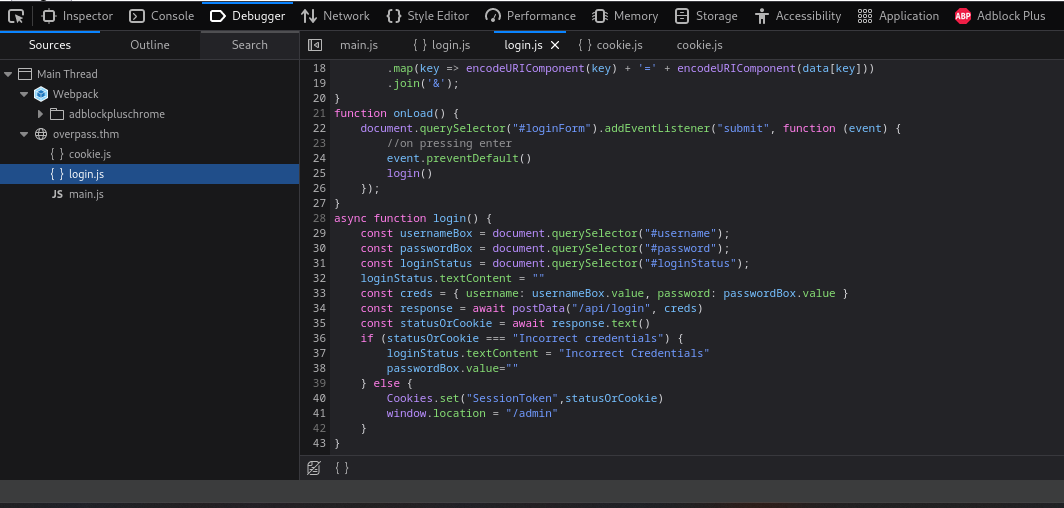 Inspector Console Debugger Network Style Editor Performance Memory Storage Accessibility Application ABP Adblock Plus
Sources Outline Search
main.js { } login.js login.js { } cookie.js cookie.js
Main Thread
Webpack
adblockpluschrome
overpass.thm
{ } cookie.js
{ } login.js
JS main.js
18 .map(key => encodeURIComponent(key) + '=' + encodeURIComponent(data[key]))
19 .join('&');
20 }
21 function onLoad() {
22 document.querySelector("#loginForm").addEventListener("submit", function (event) {
23 //on pressing enter
24 event.preventDefault()
25 login()
26 });
27 }
28 async function login() {
29 const usernameBox = document.querySelector("#username");
30 const passwordBox = document.querySelector("#password");
31 const loginStatus = document.querySelector("#loginStatus");
32 loginStatus.textContent = ""
33 const creds = { username: usernameBox.value, password: passwordBox.value }
34 const response = await postData("/api/login", creds)
35 const statusOrCookie = await response.text()
36 if (statusOrCookie === "Incorrect credentials") {
37 loginStatus.textContent = "Incorrect Credentials"
38 passwordBox.value=""
39 } else {
40 Cookies.set("SessionToken",statusOrCookie)
41 window.location = "/admin"
42 }
43 }
{ }